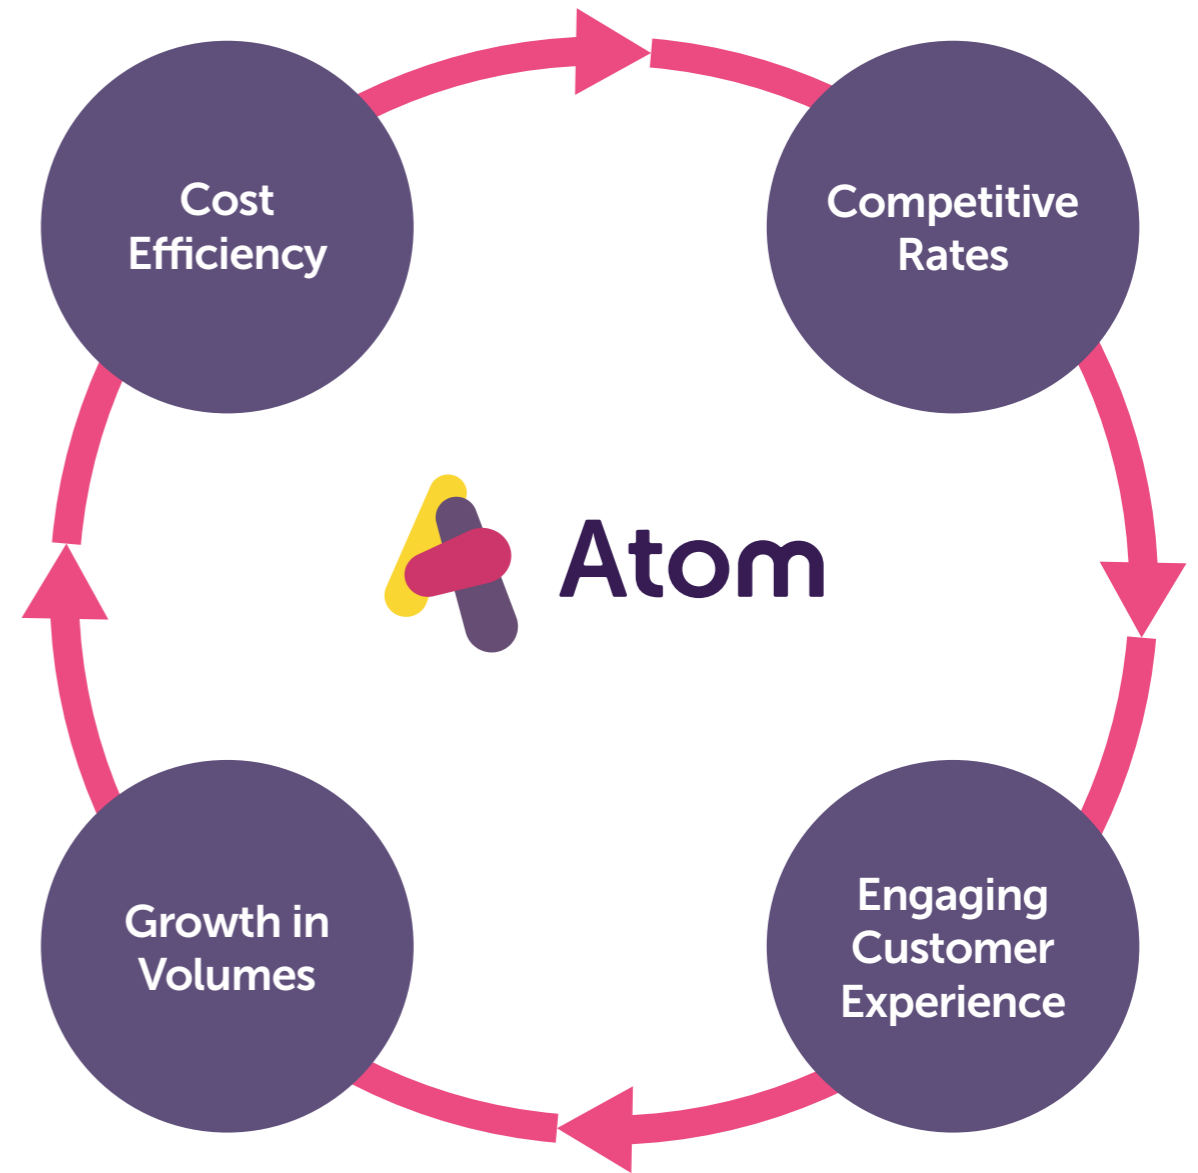 Cost
Efficiency
Competitive
Rates
Atom
Growth in
Volumes
Engaging
Customer
Experience